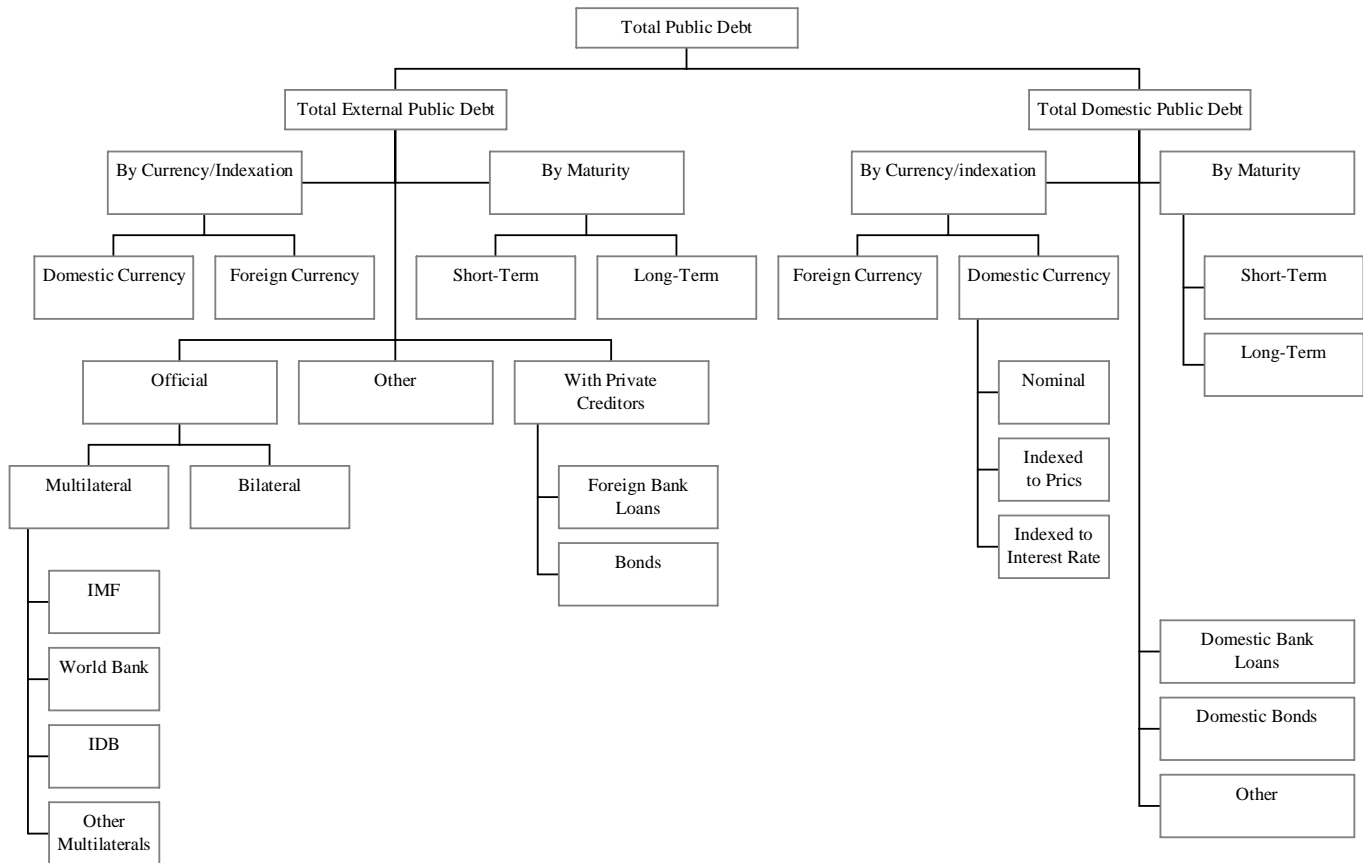 Total Public Debt
Total External Public Debt
Total Domestic Public Debt
By Currency/Indexation
By Maturity
By Currency/indexation
By Maturity
Domestic Currency
Foreign Currency
Short-Term
Long-Term
Foreign Currency
Domestic Currency
Short-Term
Long-Term
Official
Other
With Private
Creditors
Nominal
Indexed
to Prics
Indexed to
Interest Rate
Multilateral
Bilateral
Foreign Bank
Loans
Bonds
IMF
World Bank
IDB
Other
Multilaterals
Domestic Bank
Loans
Domestic Bonds
Other